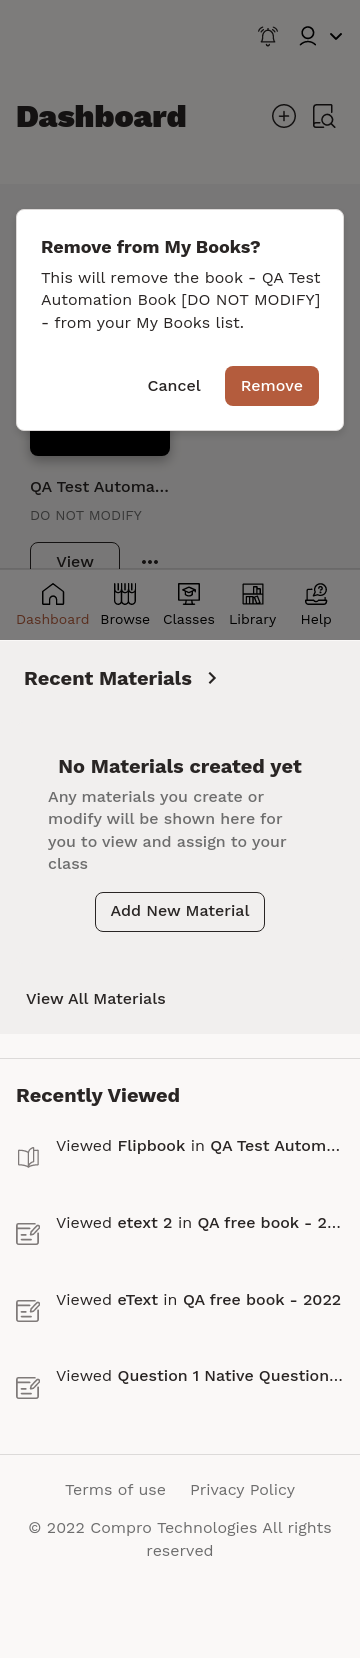 Dashboard
Remove from My Books?
This will remove the book - QA Test
Automation Book [DO NOT MODIFY]
- from your My Books list.
Cancel
Remove
QA Test Automa...
DO NOT MODIFY
View
Dashboard
Browse
Classes
Library
Help
Recent Materials
No Materials created yet
Any materials you create or
modify will be shown here for
you to view and assign to your
class
Add New Material
View All Materials
Recently Viewed
Viewed Flipbook in QA Test Autom...
Viewed etext 2 in QA free book - 2...
Viewed eText in QA free book - 2022
Viewed Question 1 Native Question...
Terms of use
Privacy Policy
© 2022 Compro Technologies All rights
reserved